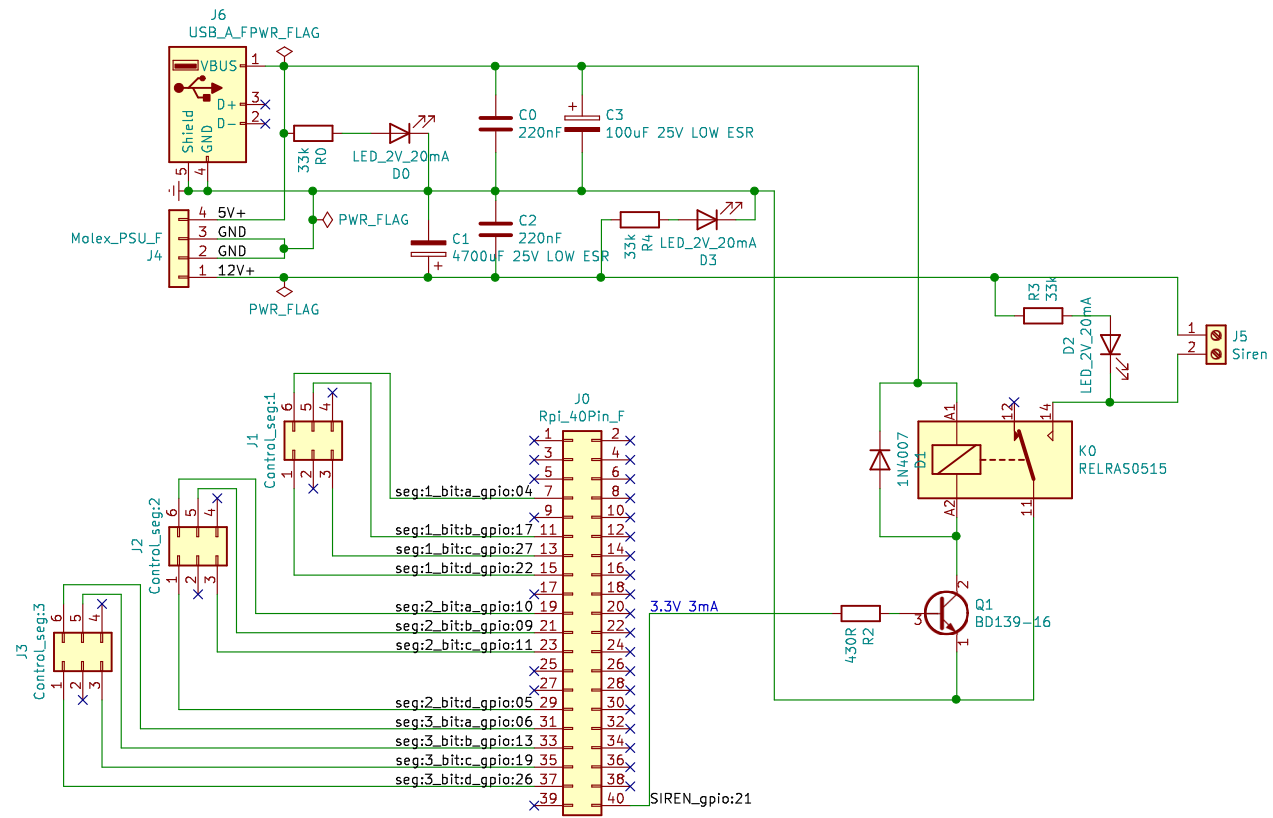 J6
USB_A_F
PWR_FLAG
VBUS
1
D+
3
D-
2
Shield
GND
5
4
33k
R0
LED_2V_20mA
D0
C0
220nF
C3
100uF 25V LOW ESR
+
Molex_PSU_F
J4
4
5V+
3
GND
2
GND
1
12V+
PWR_FLAG
PWR_FLAG
C1
4700uF 25V LOW ESR
+
C2
220nF
33k
R4
LED_2V_20mA
D3
R3
33k
D2
LED_2V_20mA
1
2
J5
Siren
A1
12
14
1N4007
D1
K0
RELRAS0515
A2
11
J1
Control_seg:1
6
5
4
1
2
3
J2
Control_seg:2
6
5
4
1
2
3
J3
Control_seg:3
6
5
4
1
2
3
J0
Rpi_40Pin_F
1 2
3 4
5 6
seg:1_bit:a_gpio:04 7 8
9 10
seg:1_bit:b_gpio:17 11 12
seg:1_bit:c_gpio:27 13 14
seg:1_bit:d_gpio:22 15 16
17 18
seg:2_bit:a_gpio:10 19 20
seg:2_bit:b_gpio:09 21 22
seg:2_bit:c_gpio:11 23 24
25 26
27 28
seg:2_bit:d_gpio:05 29 30
seg:3_bit:a_gpio:06 31 32
seg:3_bit:b_gpio:13 33 34
seg:3_bit:c_gpio:19 35 36
seg:3_bit:d_gpio:26 37 38
39 40
SIREN_gpio:21
3.3V 3mA
430R
R2
3
2
1
Q1
BD139-16